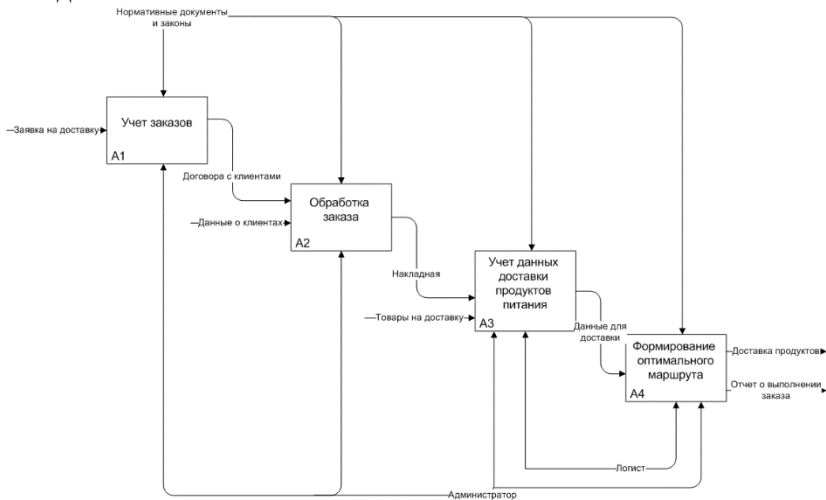 Нормативные документы
и законы
Заявка на доставку
Учет заказов
A1
Договора с клиентами
Данные о клиентах
Обработка
заказа
A2
Накладная
Товары на доставку
Учет данных
доставки
продуктов
питания
A3
Данные для
доставки
Формирование
оптимального
маршрута
A4
Доставка продуктов
Отчет о выполнении
заказа
Логист
Администратор